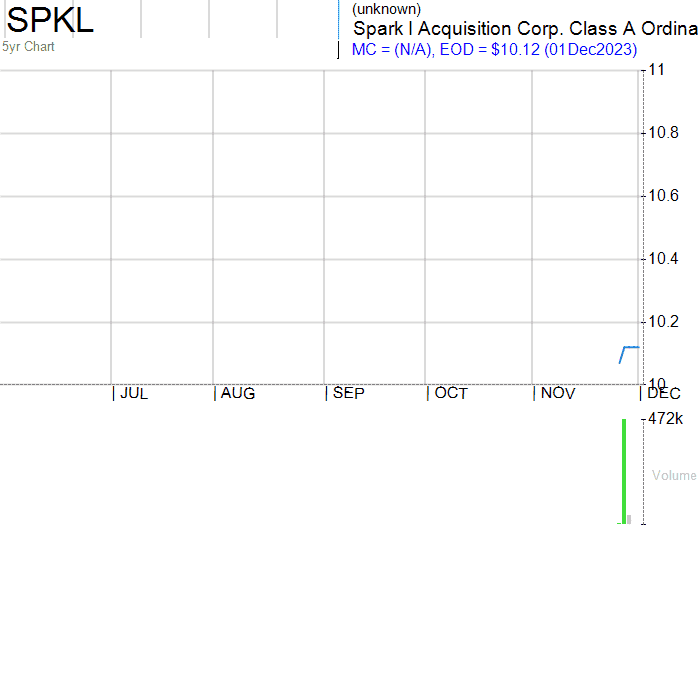 SPKL
5yr Chart
(unknown)
Spark I Acquisition Corp. Class A Ordina
MC = (N/A), EOD = $10.12 (01Dec2023)
11
10.8
10.6
10.4
10.2
10
JUL
AUG
SEP
OCT
NOV
DEC
472k
Volume